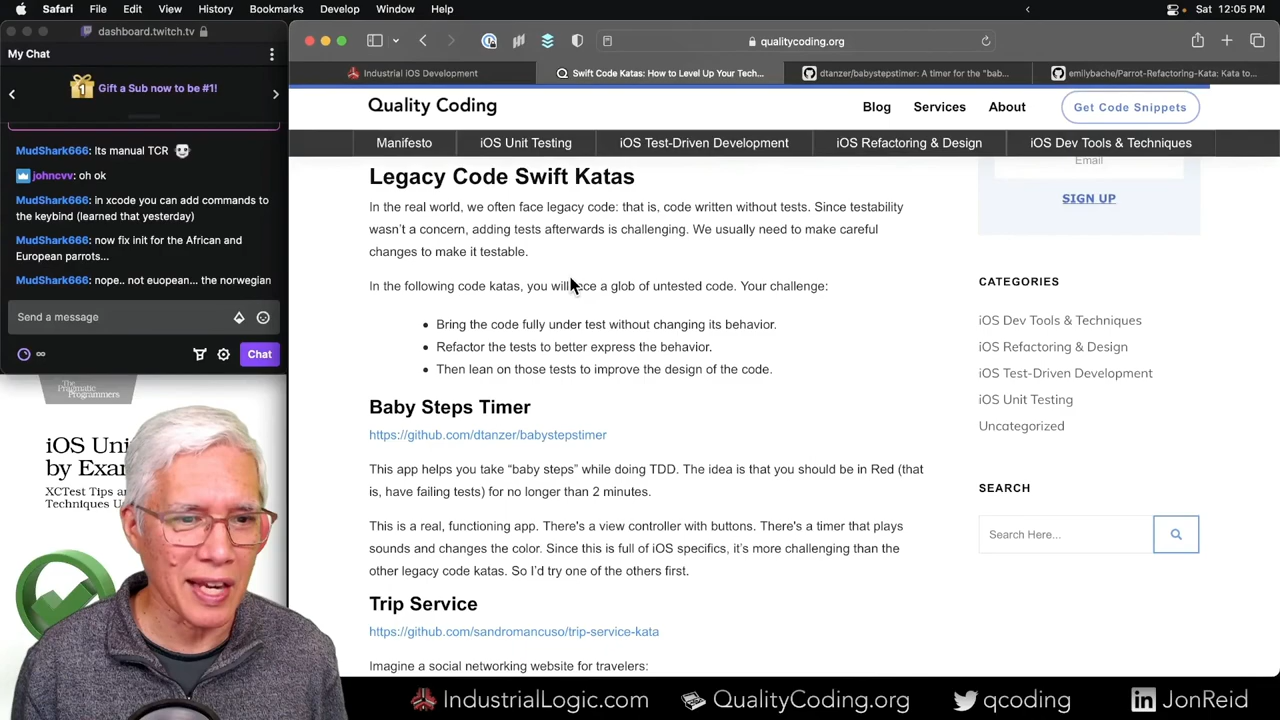 Safari File Edit View History Bookmarks Develop Window Help
Sat 12:05 PM
dashboard.twitch.tv
My Chat
1
Gift a Sub now to be #1!
MudShark666: Its manual TCR
johncvv: oh ok
MudShark666: in xcode you can add commands to
the keybind (learned that yesterday)
MudShark666: now fix init for the African and
European parrots...
MudShark666: nope.. not euopean... the norwegian
Send a message
Chat
The
Pragmatic
Programmers
iOS Uni
by Exam
XCTest Tips an
Techniques U
qualitycoding.org
Industrial iOS Development
Swift Code Katas: How to Level Up Your Tech...
dtanzer/babystepstimer: A timer for the "bab...
emilybache/Parrot-Refactoring-Kata: Kata to...
Quality Coding
Blog Services About Get Code Snippets
Manifesto iOS Unit Testing iOS Test-Driven Development iOS Refactoring & Design iOS Dev Tools & Techniques
Legacy Code Swift Katas
In the real world, we often face legacy code: that is, code written without tests. Since testability
wasn't a concern, adding tests afterwards is challenging. We usually need to make careful
changes to make it testable.
In the following code katas, you will face a glob of untested code. Your challenge:
• Bring the code fully under test without changing its behavior.
• Refactor the tests to better express the behavior.
• Then lean on those tests to improve the design of the code.
Baby Steps Timer
https://github.com/dtanzer/babystepstimer
This app helps you take “baby steps” while doing TDD. The idea is that you should be in Red (that
is, have failing tests) for no longer than 2 minutes.
This is a real, functioning app. There's a view controller with buttons. There's a timer that plays
sounds and changes the color. Since this is full of iOS specifics, it's more challenging than the
other legacy code katas. So I'd try one of the others first.
Trip Service
https://github.com/sandromancuso/trip-service-kata
Imagine a social networking website for travelers:
Email
SIGN UP
CATEGORIES
iOS Dev Tools & Techniques
iOS Refactoring & Design
iOS Test-Driven Development
iOS Unit Testing
Uncategorized
SEARCH
Search Here...
IndustrialLogic.com QualityCoding.org qcoding JonReid